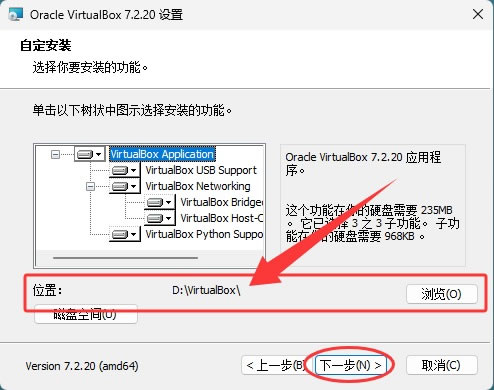 Oracle VirtualBox 7.2.20 设置
自定安装
选择你要安装的功能。
单击以下树状中图示选择安装的功能。
VirtualBox Application
VirtualBox USB Support
VirtualBox Networking
VirtualBox Bridge
VirtualBox Host-C
VirtualBox Python Suppo
Oracle VirtualBox 7.2.20 应用程
序。
这个功能在你的硬盘需要 235MB
。 它已选择 3 之 3 子功能。 子功
能在你的硬盘需要 968KB 。
位置：
D:\VirtualBox\
浏览(O)
磁盘空间(U)
Version 7.2.20 (amd64)
< 上一步(B)
下一步(N) >
取消(C)